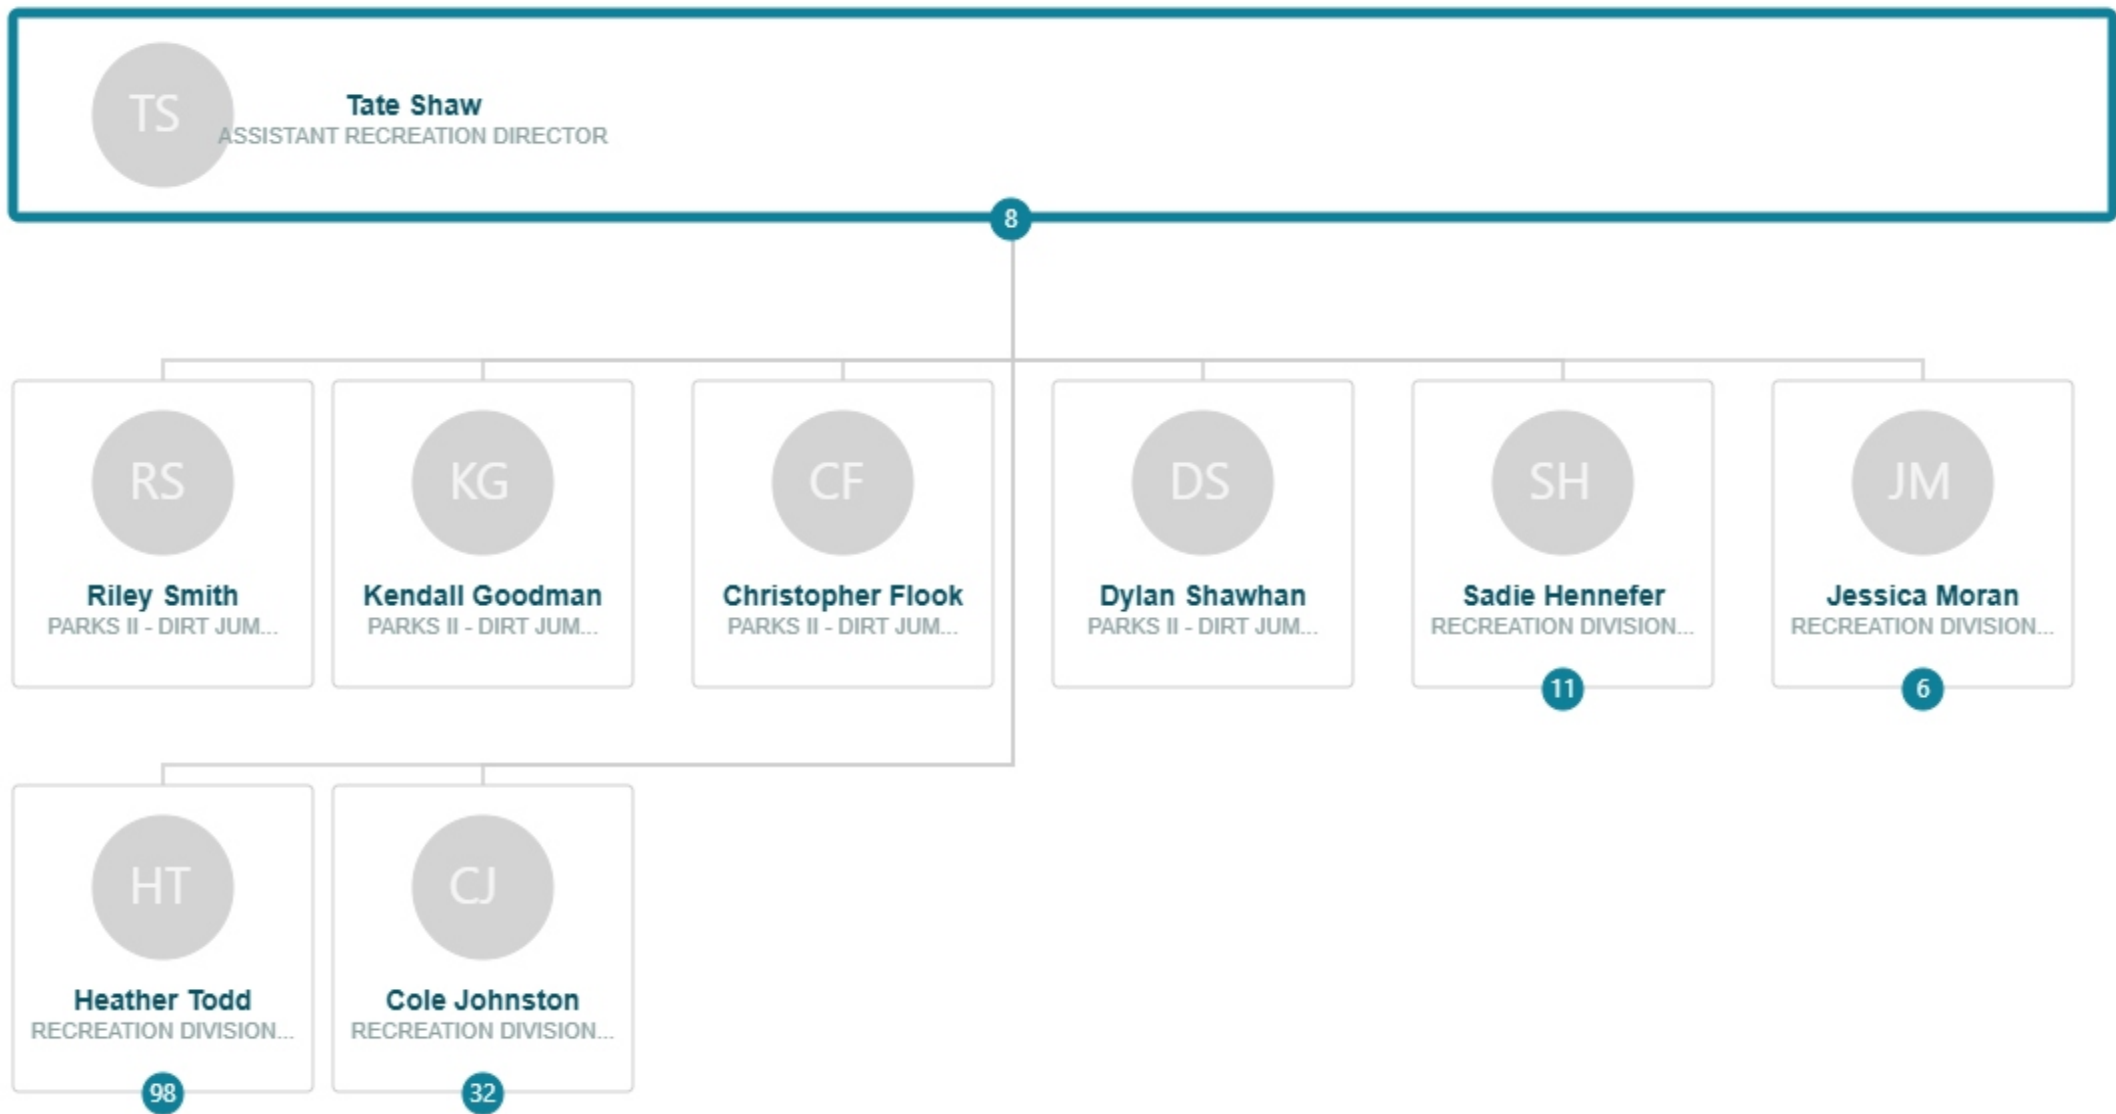 TS
Tate Shaw
ASSISTANT RECREATION DIRECTOR
8
RS
Riley Smith
PARKS II - DIRT JUM...
KG
Kendall Goodman
PARKS II - DIRT JUM...
CF
Christopher Flook
PARKS II - DIRT JUM...
DS
Dylan Shawhan
PARKS II - DIRT JUM...
SH
Sadie Hennefer
RECREATION DIVISION...
11
JM
Jessica Moran
RECREATION DIVISION...
6
HT
Heather Todd
RECREATION DIVISION...
98
CJ
Cole Johnston
RECREATION DIVISION...
32